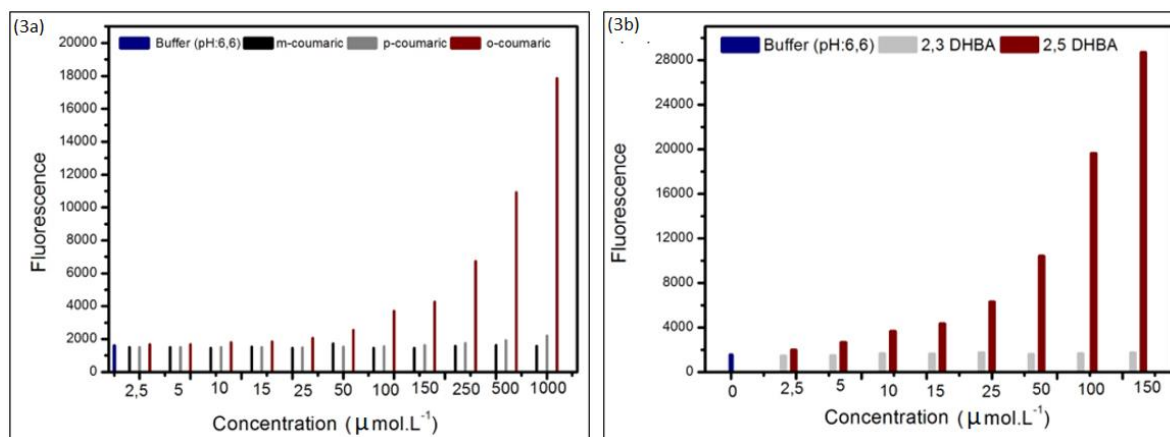 (3a)
Buffer (pH:6,6) m-coumaric p-coumaric o-coumaric
20000
18000
16000
14000
12000
10000
8000
6000
4000
2000
0
Fluorescence
2,5 5 10 15 25 50 100 150 250 500 1000
Concentration (μ mol.L⁻¹)
(3b)
Buffer (pH:6,6) 2,3 DHBA 2,5 DHBA
28000
24000
20000
16000
12000
8000
4000
0
Fluorescence
0 2,5 5 10 15 25 50 100 150
Concentration (μ mol.L⁻¹)